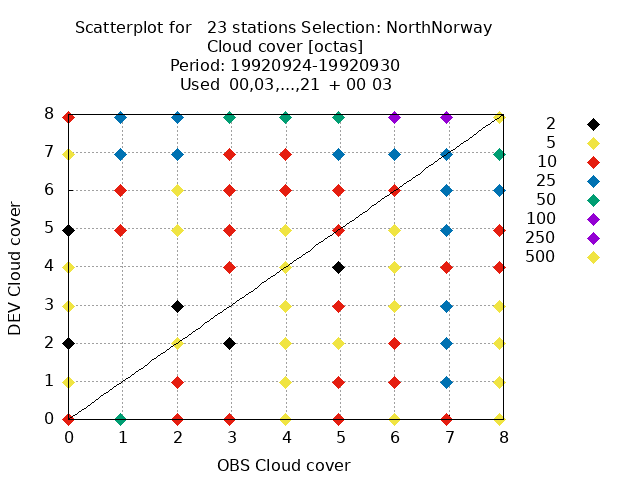 Scatterplot for   23 stations Selection: NorthNorway
Cloud cover [octas]
Period: 19920924-19920930
Used  00,03,...,21  + 00 03
8
7
6
5
4
3
2
1
0
DEV Cloud cover
0 1 2 3 4 5 6 7 8
OBS Cloud cover
2
5
10
25
50
100
250
500